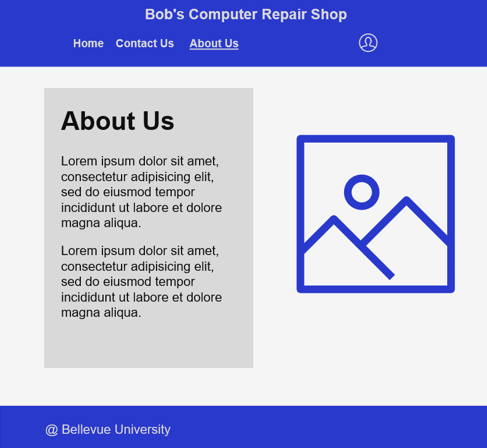 Bob's Computer Repair Shop
Home Contact Us About Us
About Us
Lorem ipsum dolor sit amet,
consectetur adipisicing elit,
sed do eiusmod tempor
incididunt ut labore et dolore
magna aliqua.
Lorem ipsum dolor sit amet,
consectetur adipisicing elit,
sed do eiusmod tempor
incididunt ut labore et dolore
magna aliqua.
@ Bellevue University